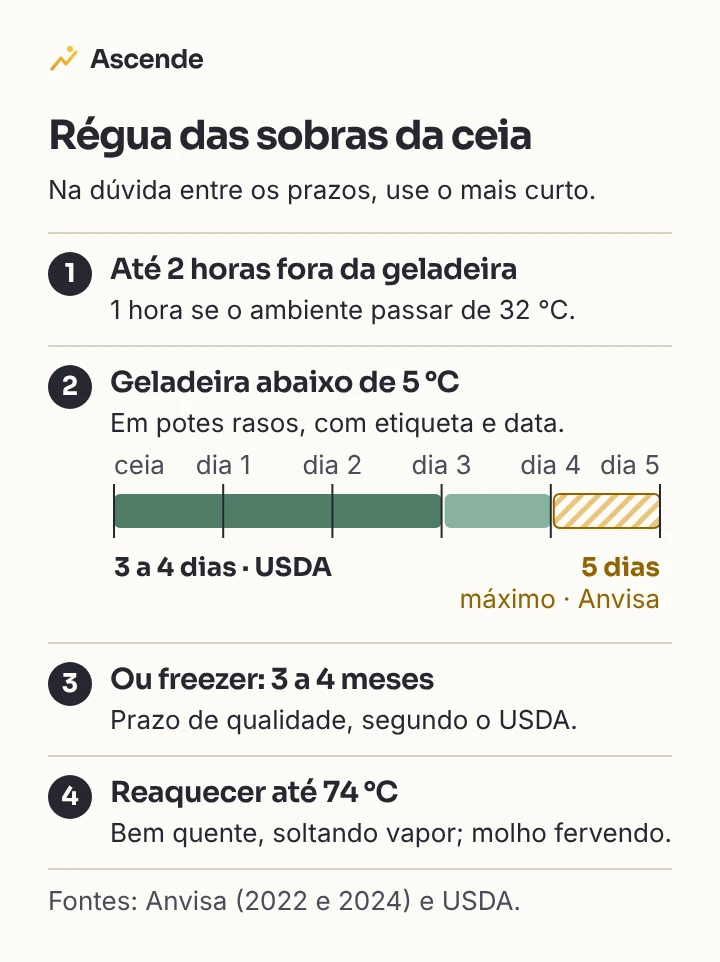 Ascende
Régua das sobras da ceia
Na dúvida entre os prazos, use o mais curto.
1 Até 2 horas fora da geladeira
1 hora se o ambiente passar de 32 °C.
2 Geladeira abaixo de 5 °C
Em potes rasos, com etiqueta e data.
ceia dia 1 dia 2 dia 3 dia 4 dia 5
3 a 4 dias · USDA 5 dias
máximo · Anvisa
3 Ou freezer: 3 a 4 meses
Prazo de qualidade, segundo o USDA.
4 Reaquecer até 74 °C
Bem quente, soltando vapor; molho fervendo.
Fontes: Anvisa (2022 e 2024) e USDA.